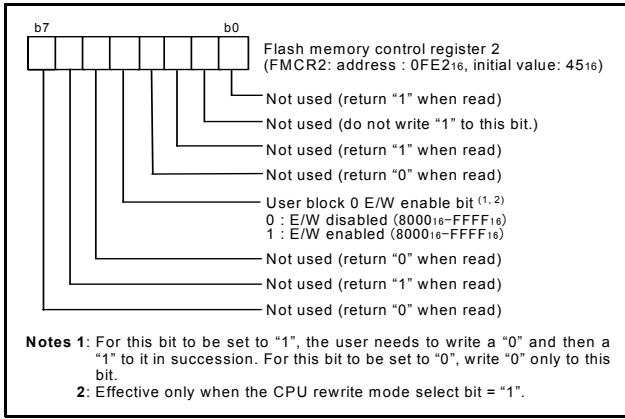 b7 b0
Flash memory control register 2
(FMCR2: address : 0FE216, initial value: 4516)
Not used (return “1” when read)
Not used (do not write “1” to this bit.)
Not used (return “1” when read)
Not used (return “0” when read)
User block 0 E/W enable bit (1, 2)
0 : E/W disabled (800016–FFFF16)
1 : E/W enabled (800016–FFFF16)
Not used (return “0” when read)
Not used (return “1” when read)
Not used (return “0” when read)
Notes 1: For this bit to be set to “1”, the user needs to write a “0” and then a
“1” to it in succession. For this bit to be set to “0”, write “0” only to this
bit.
2: Effective only when the CPU rewrite mode select bit = “1”.